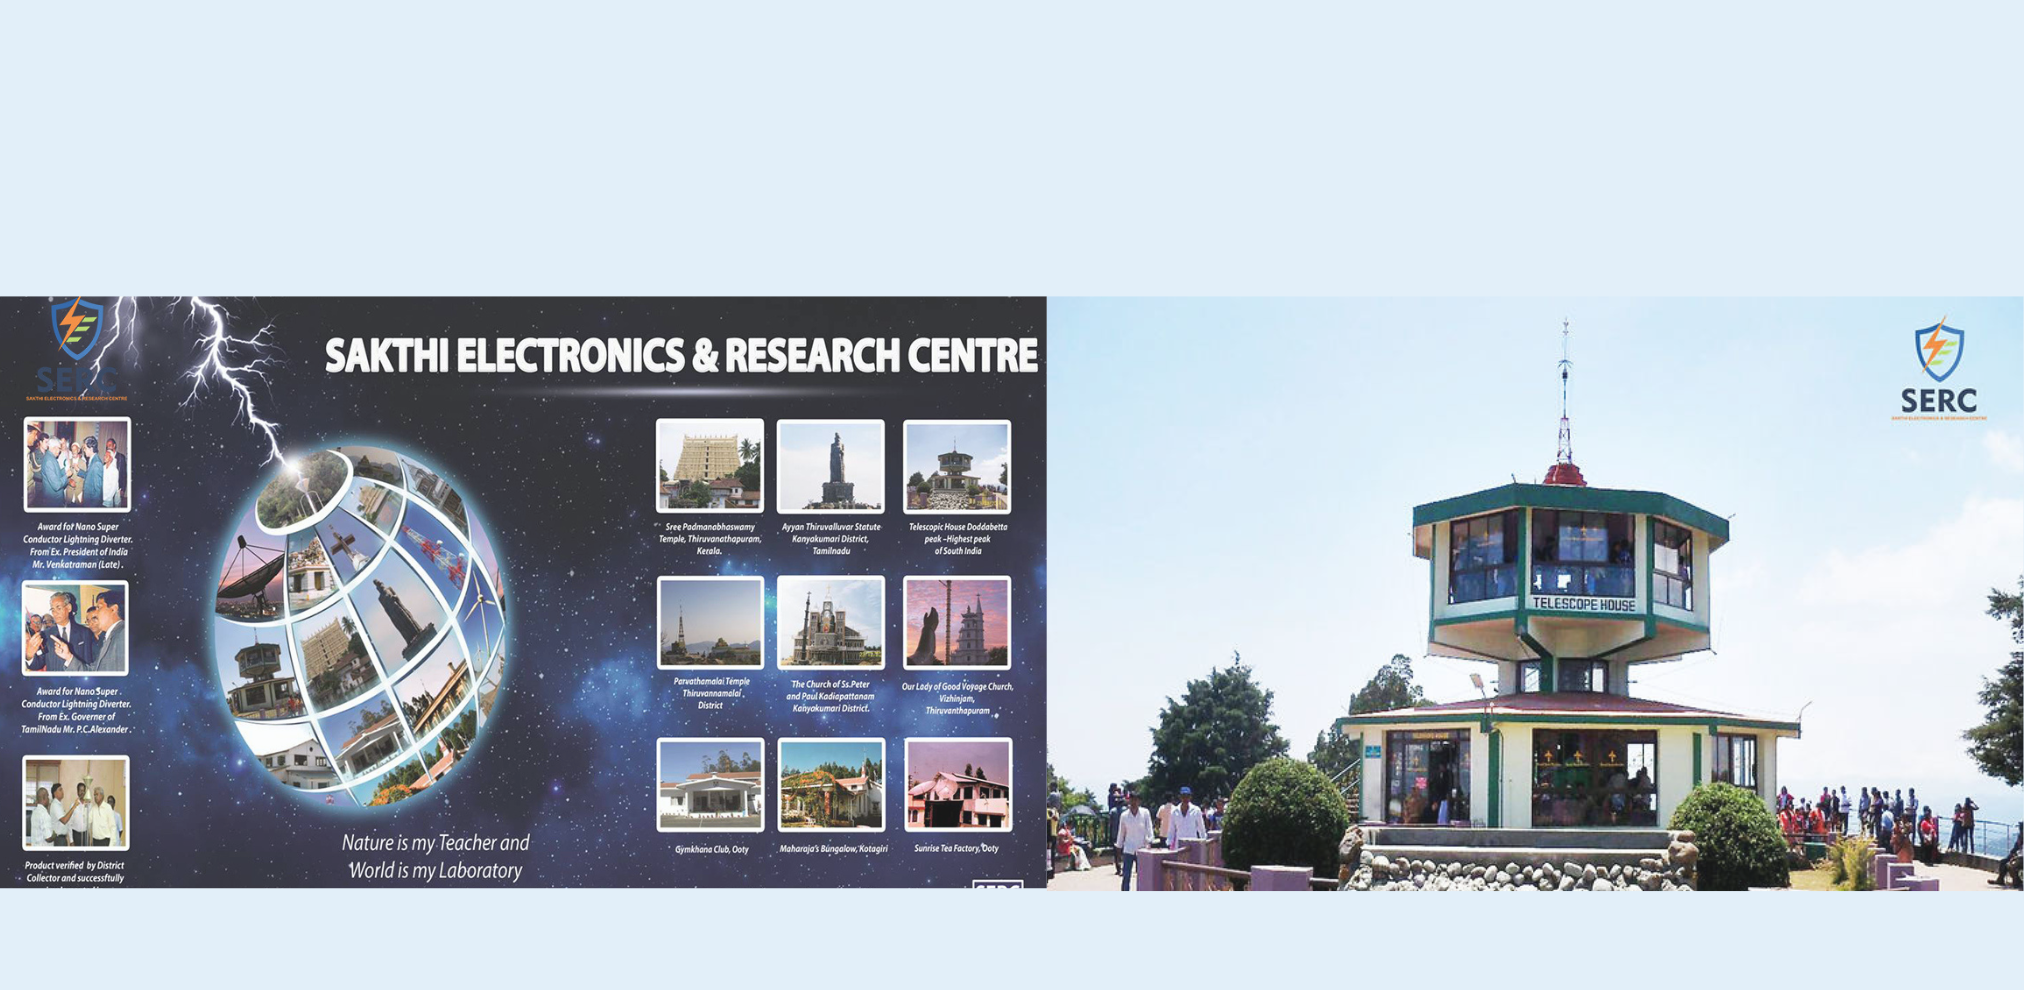 SERC
SAKTHI ELECTRONICS & RESEARCH CENTRE
SAKTHI ELECTRONICS & RESEARCH CENTRE
Award for Nano Super
Conductor Lightning Diverter.
From Ex. President of India
Mr. Venkatraman (Late) .
Award for Nano Super .
Conductor Lightning Diverter.
From Ex. Governer of
TamilNadu Mr. P.C.Alexander .
Product verified by District
Collector and successftully
Nature is my Teacher and
World is my Laboratory
Sree Padmanabhaswamy
Temple, Thiruvanathapuram,
Kerala.
Ayyan Thiruvalluvar Statute
Kanyakumari District,
Tamilnadu
Telescopic House Doddabetta
peak -Highest peak
of South India
Parvathamalai Temple
Thiruvannamalai .
District
The Church of Ss.Peter
and Paul Kadiapattanam
Kanyakumari District.
Our Lady of Good Voyage Church,
Vizhinjam,
Thiruvanthapuram
Gymkhana Club, Ooty
Maharaja's Bungalow, Kotagiri
Sunrise Tea Factory, Ooty
SERC
SERC
SAKTHI ELECTRONICS & RESEARCH CENTRE
TELESCOPE HOUSE
TELESCOPE HOUSE